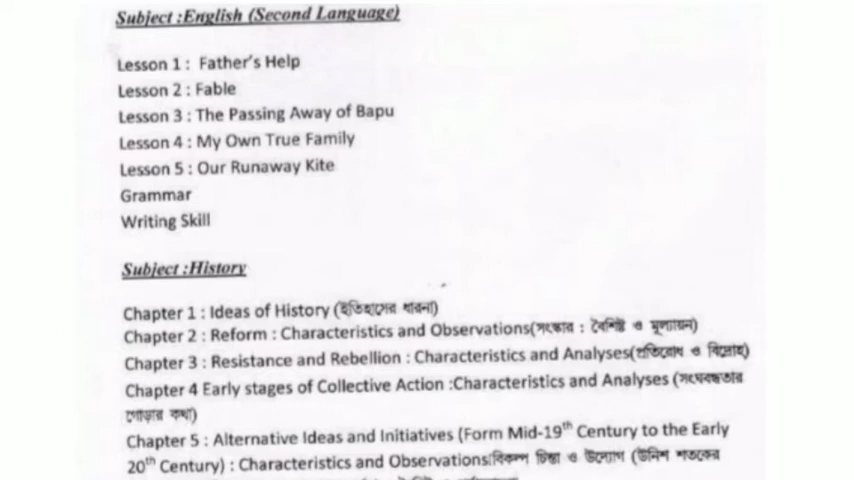 Subject :English (Second Language)
Lesson 1 : Father's Help
Lesson 2 : Fable
Lesson 3 : The Passing Away of Bapu
Lesson 4 : My Own True Family
Lesson 5 : Our Runaway Kite
Grammar
Writing Skill
Subject :History
Chapter 1 : Ideas of History (ইতিহাসের ধারনা)
Chapter 2 : Reform : Characteristics and Observations(সংস্কার : বৈশিষ্ট ও মূল্যায়ন)
Chapter 3 : Resistance and Rebellion : Characteristics and Analyses(প্রতিরোধ ও বিদ্রোহ)
Chapter 4 Early stages of Collective Action :Characteristics and Analyses (সংঘবদ্ধতার
গোড়ার কথা)
Chapter 5 : Alternative Ideas and Initiatives (Form Mid-19th Century to the Early
20th Century) : Characteristics and Observations(বিকল্প চিন্তা ও উদ্যোগ (উনিশ শতকের